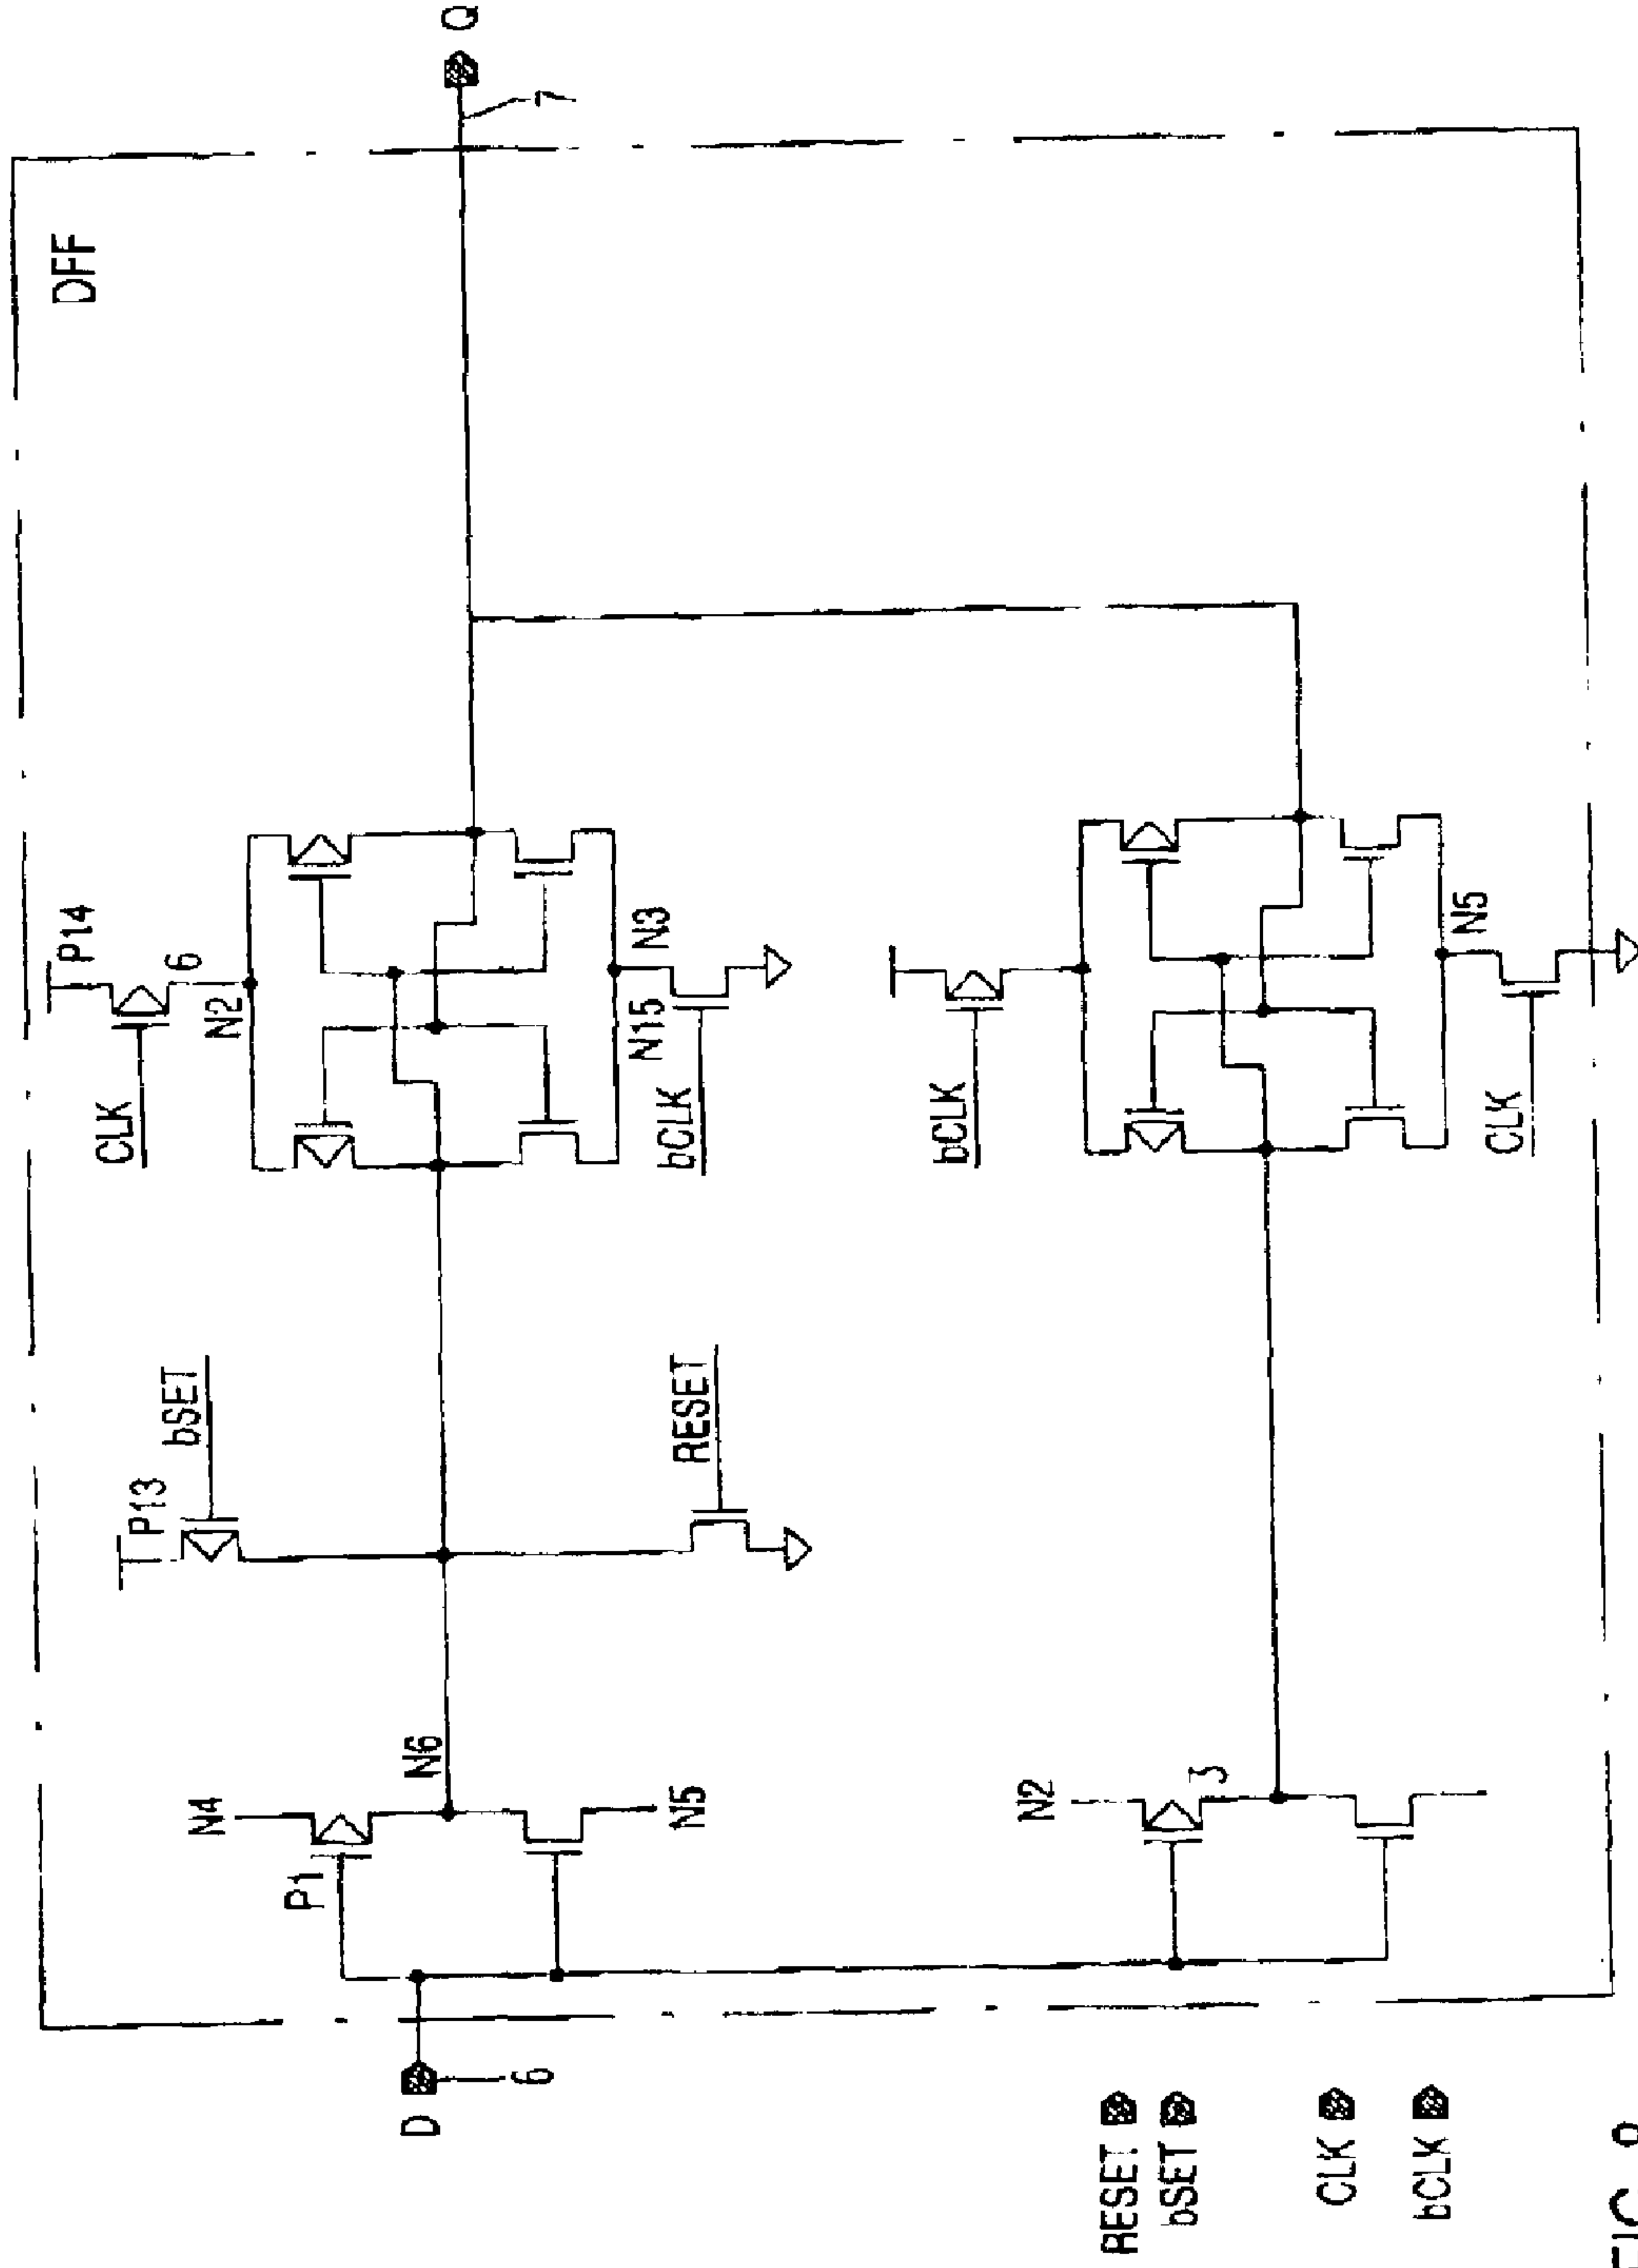 DFF
Q
7
P14
6
N2
CLK
N3
N15
bCLK
bCLK
N5
CLK
P13
bSET
RESET
N4
N6
P1
N5
N2
3
D
6
RESET
bSET
CLK
bCLK